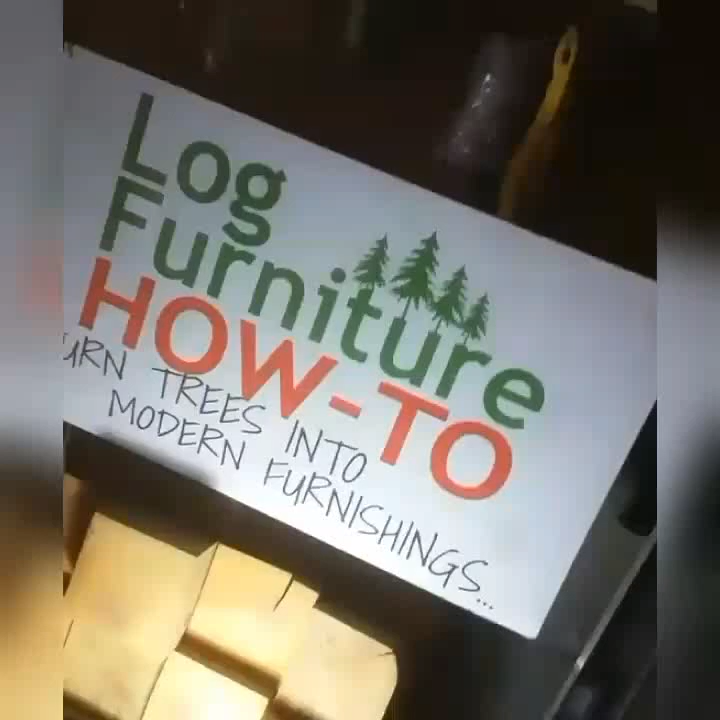 Log
Furniture
HOW-TO
URN TREES INTO
MODERN FURNISHINGS...